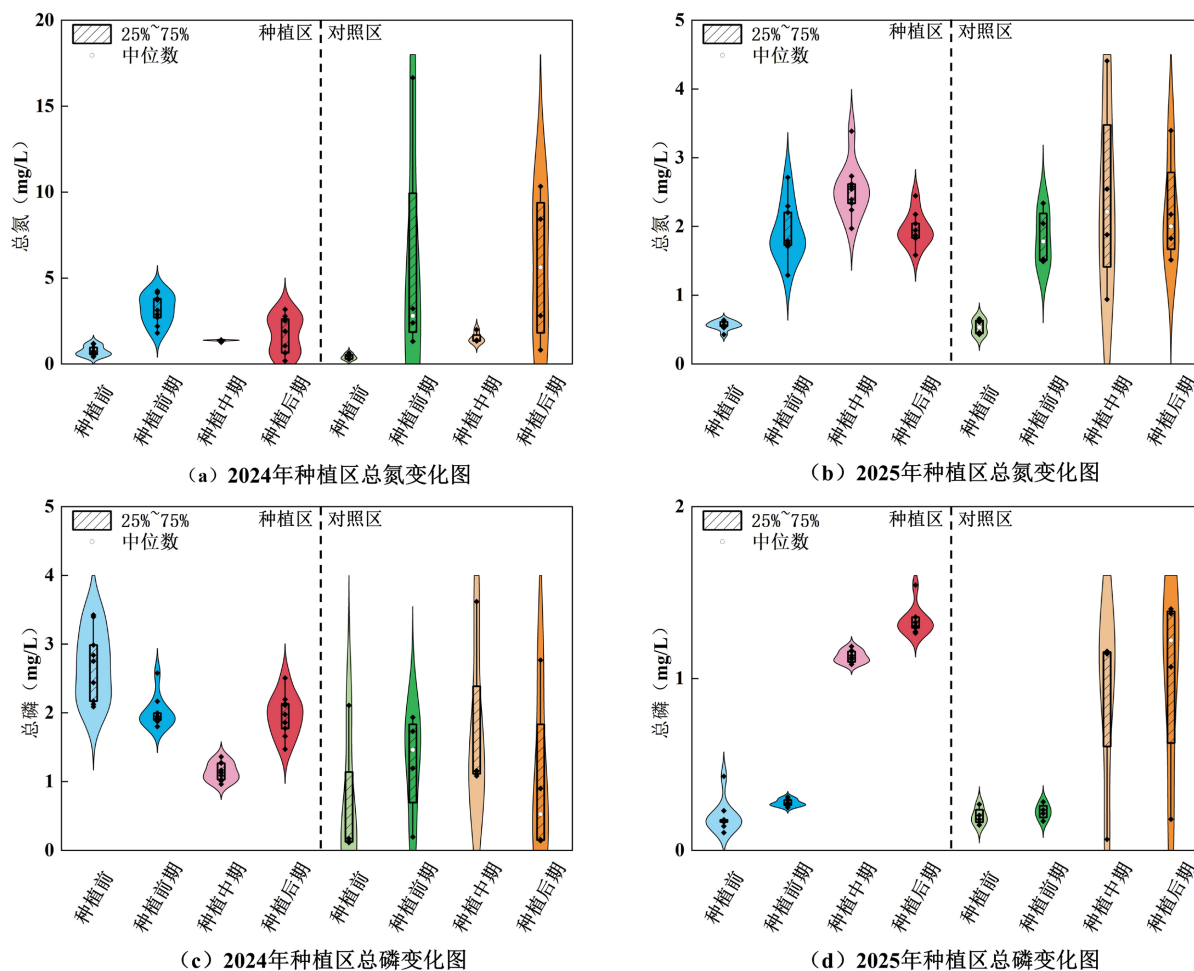 20
15
10
5
0
总氮（mg/L）
25%~75%
中位数
种植区
对照区
种植前
种植前期
种植中期
种植后期
种植前
种植前期
种植中期
种植后期
（a）2024年种植区总氮变化图
5
4
3
2
1
0
总氮（mg/L）
25%~75%
中位数
种植区
对照区
种植前
种植前期
种植中期
种植后期
种植前
种植前期
种植中期
种植后期
（b）2025年种植区总氮变化图
5
4
3
2
1
0
总磷（mg/L）
25%~75%
中位数
种植区
对照区
种植前
种植前期
种植中期
种植后期
种植前
种植前期
种植中期
种植后期
（c）2024年种植区总磷变化图
2
1
0
总磷（mg/L）
25%~75%
中位数
种植区
对照区
种植前
种植前期
种植中期
种植后期
种植前
种植前期
种植中期
种植后期
（d）2025年种植区总磷变化图